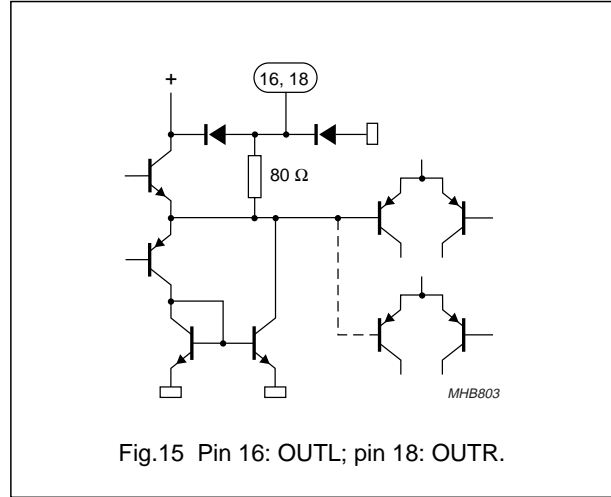 +
16, 18
80 Ω
MHB803
Fig.15 Pin 16: OUTL; pin 18: OUTR.